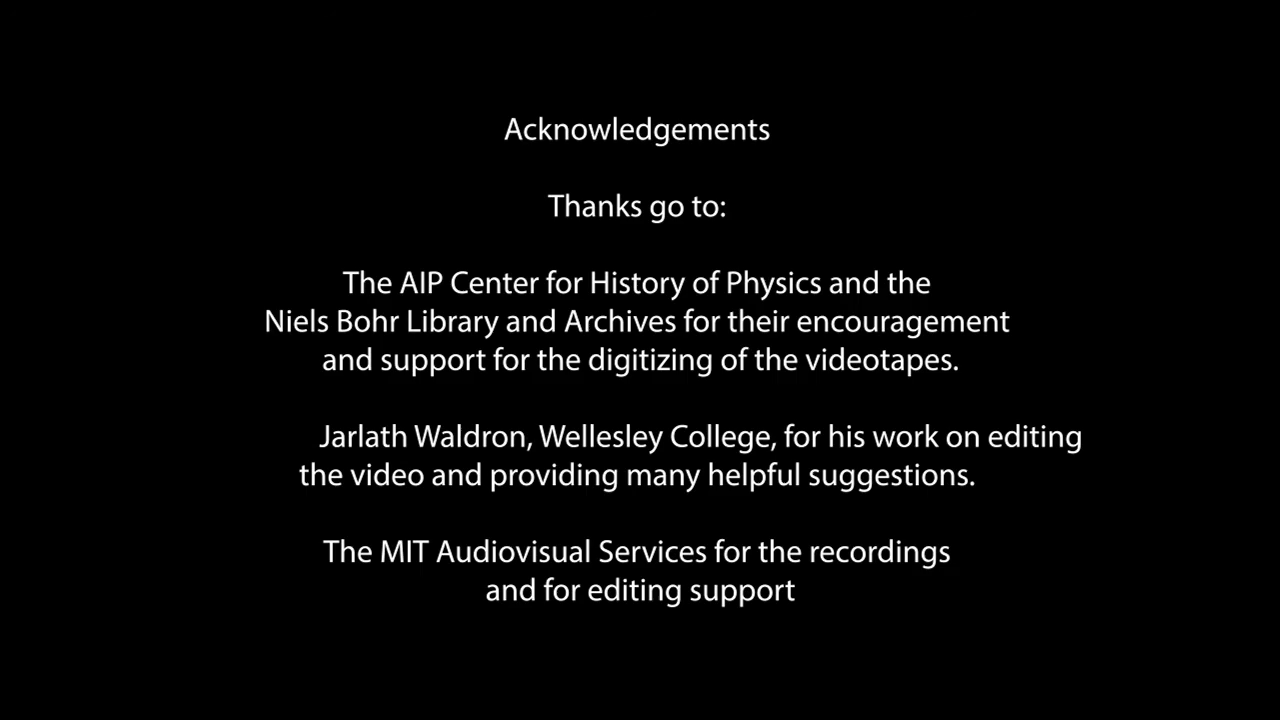 Acknowledgements
Thanks go to:
The AIP Center for History of Physics and the
Niels Bohr Library and Archives for their encouragement
and support for the digitizing of the videotapes.
Jarlath Waldron, Wellesley College, for his work on editing
the video and providing many helpful suggestions.
The MIT Audiovisual Services for the recordings
and for editing support